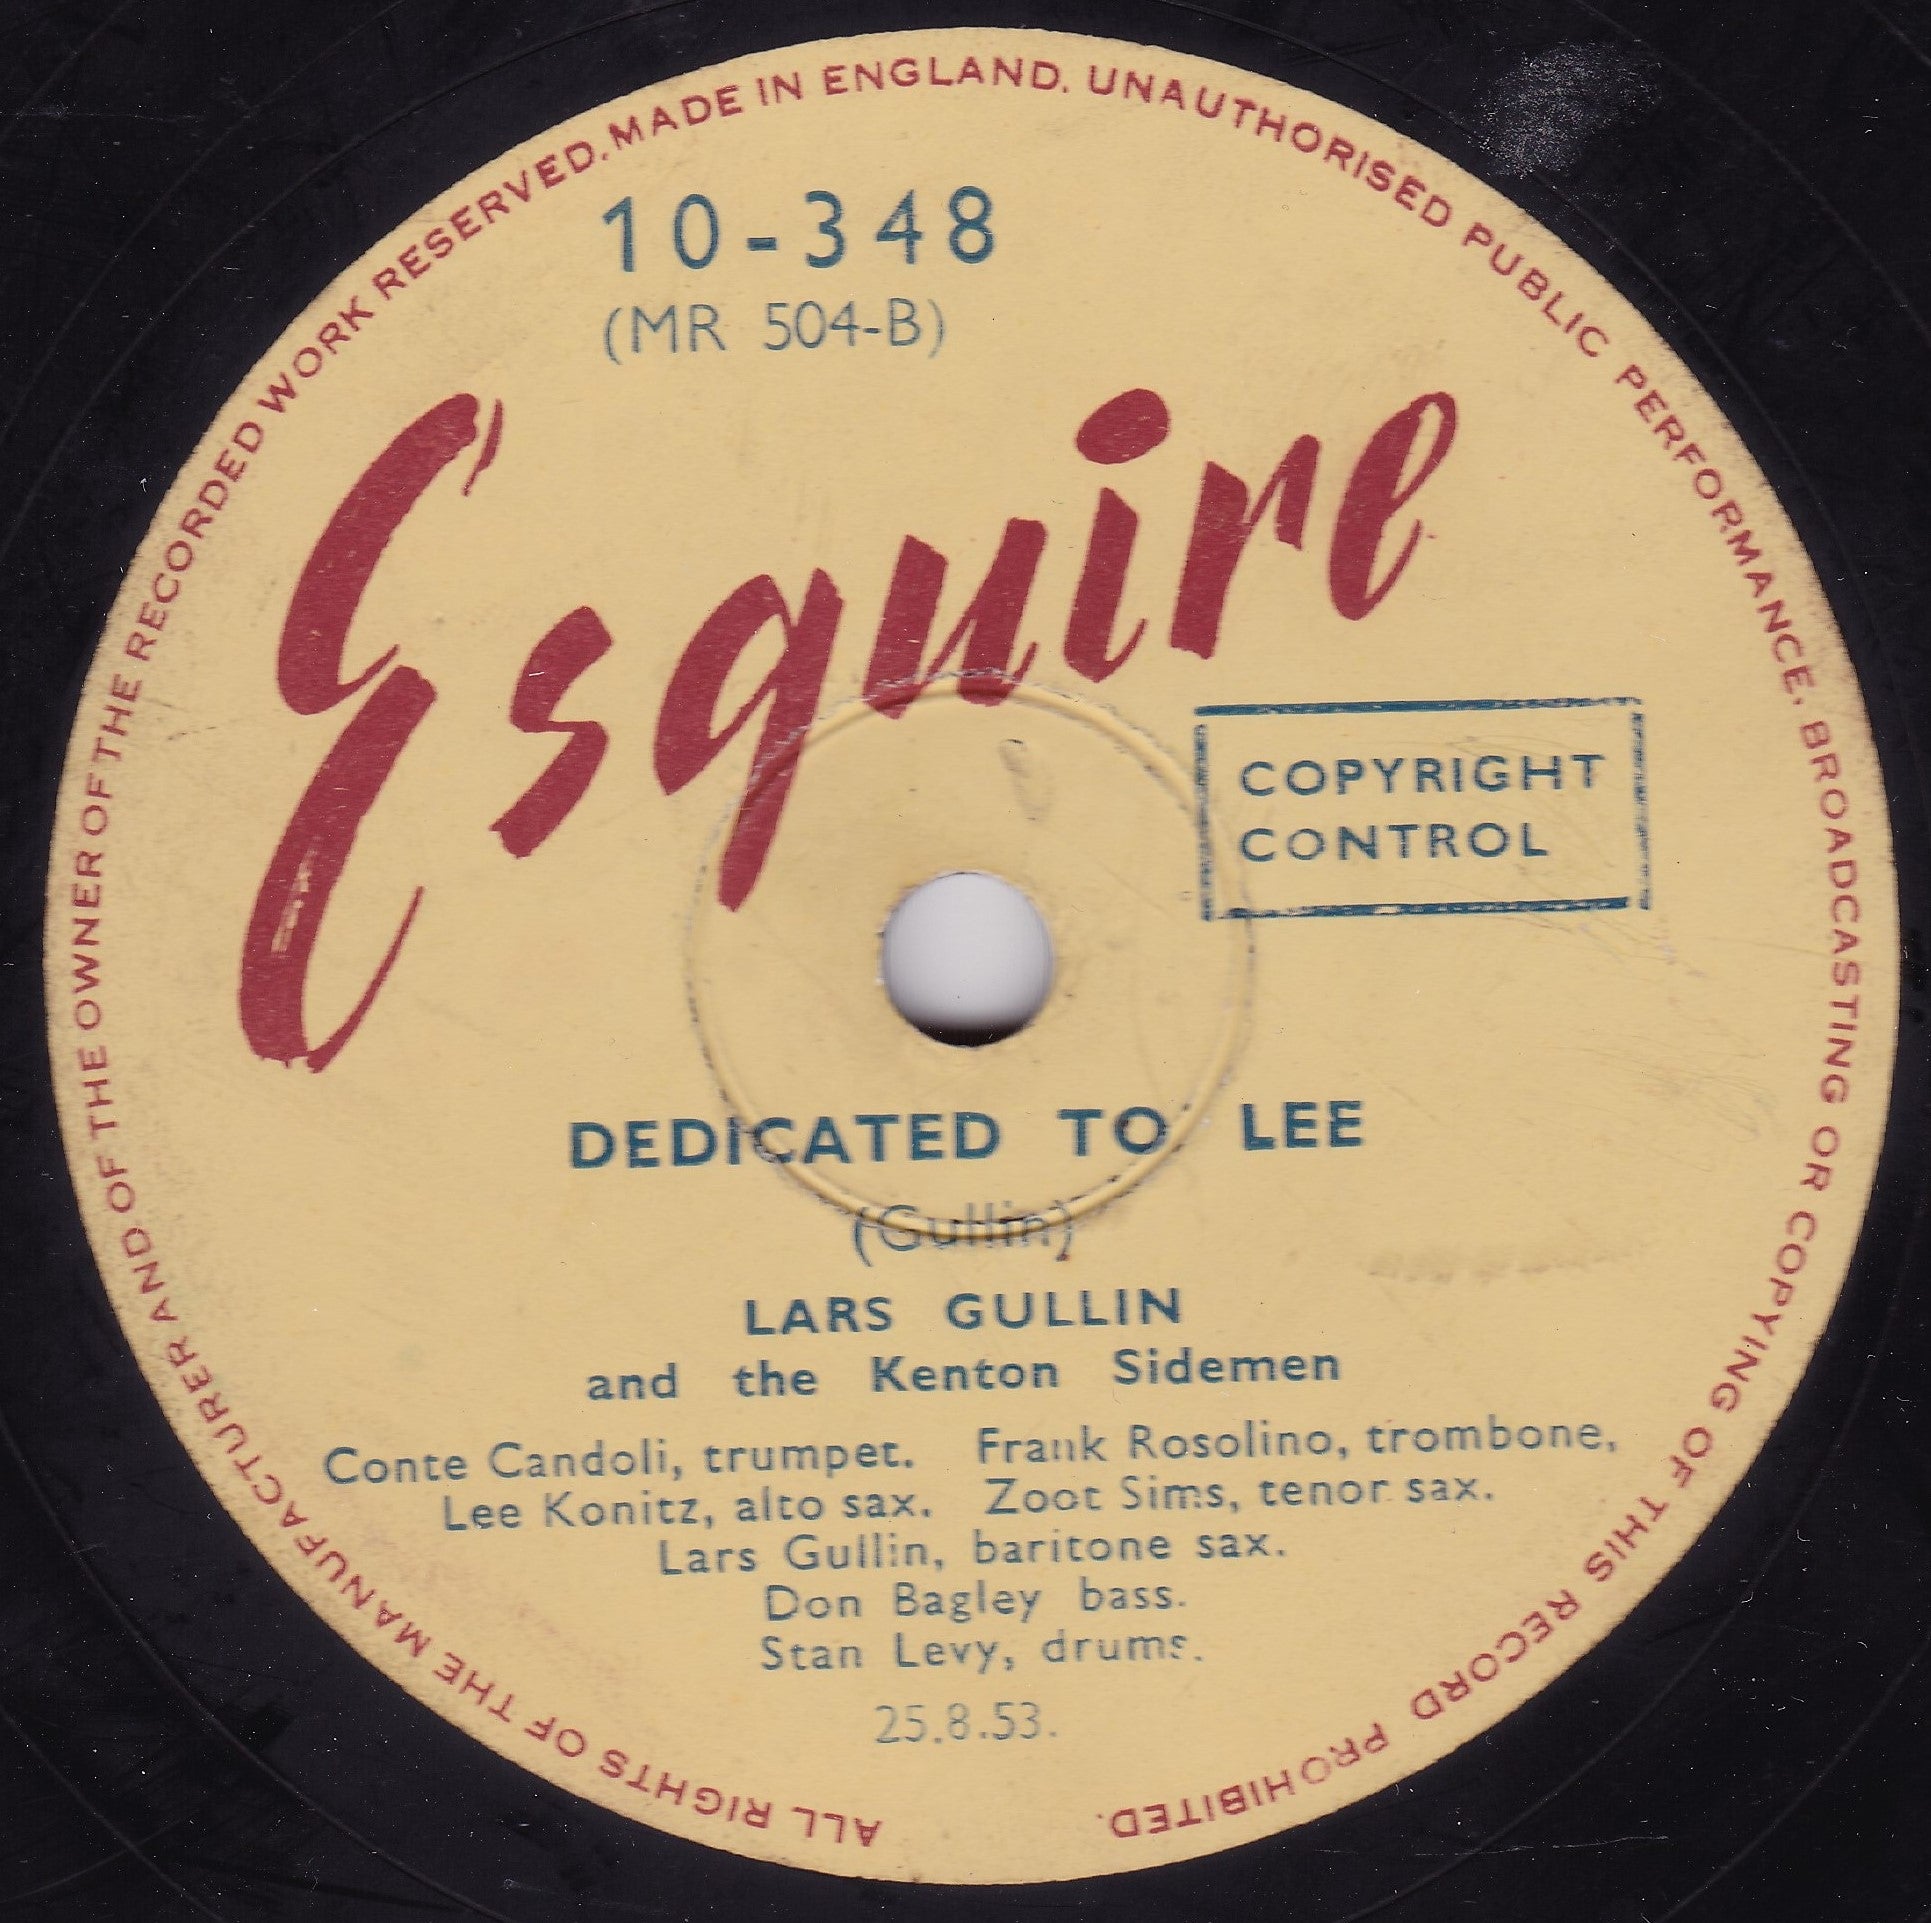 ALL RIGHTS OF THE MANUFACTURER AND OF THE OWNER OF THE RECORDED WORK RESERVED. MADE IN ENGLAND. UNAUTHORISED PUBLIC PERFORMANCE, BROADCASTING OR COPYING OF THIS RECORD PROHIBITED.
10-348
(MR 504-B)
Esquire
COPYRIGHT
CONTROL
DEDICATED TO LEE
(Gullin)
LARS GULLIN
and the Kenton Sidemen
Conte Candoli, trumpet. Frank Rosolino, trombone,
Lee Konitz, alto sax. Zoot Sims, tenor sax.
Lars Gullin, baritone sax.
Don Bagley bass.
Stan Levy, drums.
25.8.53.